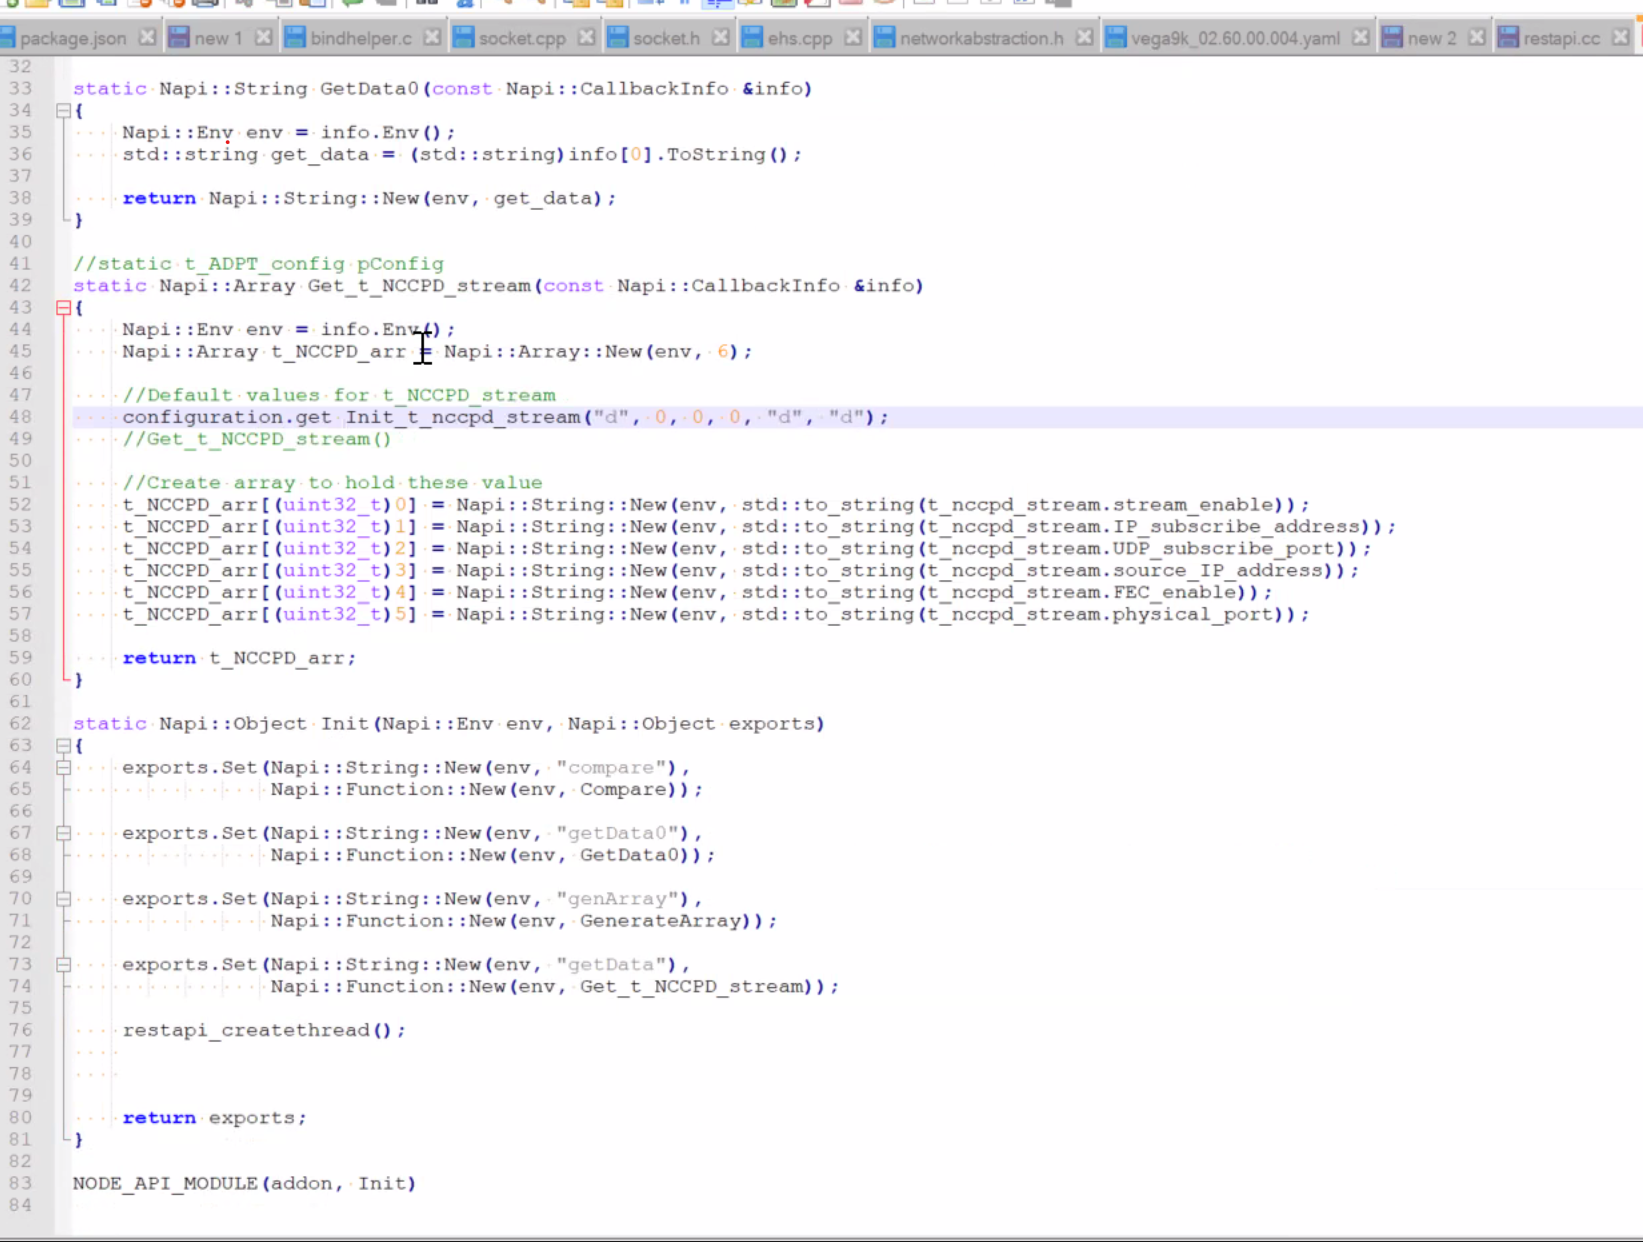 package.json new 1 bindhelper.c socket.cpp socket.h ehs.cpp networkabstraction.h vega9k_02.60.00.004.yaml new 2 restapi.cc
32
33 static Napi::String GetData0(const Napi::CallbackInfo &info)
34 {
35 Napi::Env env = info.Env();
36 std::string get_data = (std::string)info[0].ToString();
37
38 return Napi::String::New(env, get_data);
39 }
40
41 //static t_ADPT_config pConfig
42 static Napi::Array Get_t_NCCPD_stream(const Napi::CallbackInfo &info)
43 {
44 Napi::Env env = info.Env();
45 Napi::Array t_NCCPD_arr = Napi::Array::New(env, 6);
46
47 //Default values for t_NCCPD_stream
48 configuration.get Init_t_nccpd_stream("d", 0, 0, 0, "d", "d");
49 //Get_t_NCCPD_stream()
50
51 //Create array to hold these value
52 t_NCCPD_arr[(uint32_t)0] = Napi::String::New(env, std::to_string(t_nccpd_stream.stream_enable));
53 t_NCCPD_arr[(uint32_t)1] = Napi::String::New(env, std::to_string(t_nccpd_stream.IP_subscribe_address));
54 t_NCCPD_arr[(uint32_t)2] = Napi::String::New(env, std::to_string(t_nccpd_stream.UDP_subscribe_port));
55 t_NCCPD_arr[(uint32_t)3] = Napi::String::New(env, std::to_string(t_nccpd_stream.source_IP_address));
56 t_NCCPD_arr[(uint32_t)4] = Napi::String::New(env, std::to_string(t_nccpd_stream.FEC_enable));
57 t_NCCPD_arr[(uint32_t)5] = Napi::String::New(env, std::to_string(t_nccpd_stream.physical_port));
58
59 return t_NCCPD_arr;
60 }
61
62 static Napi::Object Init(Napi::Env env, Napi::Object exports)
63 {
64 exports.Set(Napi::String::New(env, "compare"),
65 Napi::Function::New(env, Compare));
66
67 exports.Set(Napi::String::New(env, "getData0"),
68 Napi::Function::New(env, GetData0));
69
70 exports.Set(Napi::String::New(env, "genArray"),
71 Napi::Function::New(env, GenerateArray));
72
73 exports.Set(Napi::String::New(env, "getData"),
74 Napi::Function::New(env, Get_t_NCCPD_stream));
75
76 restapi_createthread();
77
78
79
80 return exports;
81 }
82
83 NODE_API_MODULE(addon, Init)
84